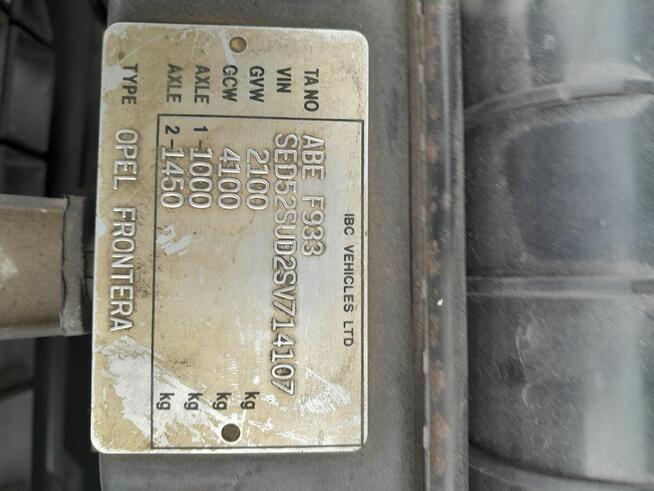 IBC VEHICLES LTD
TA NO ABE F933
VIN SED52SUD2SV714107
GVW 2100 kg
GCW 4100 kg
AXLE 1-1000 kg
AXLE 2-1450 kg
TYPE OPEL FRONTERA